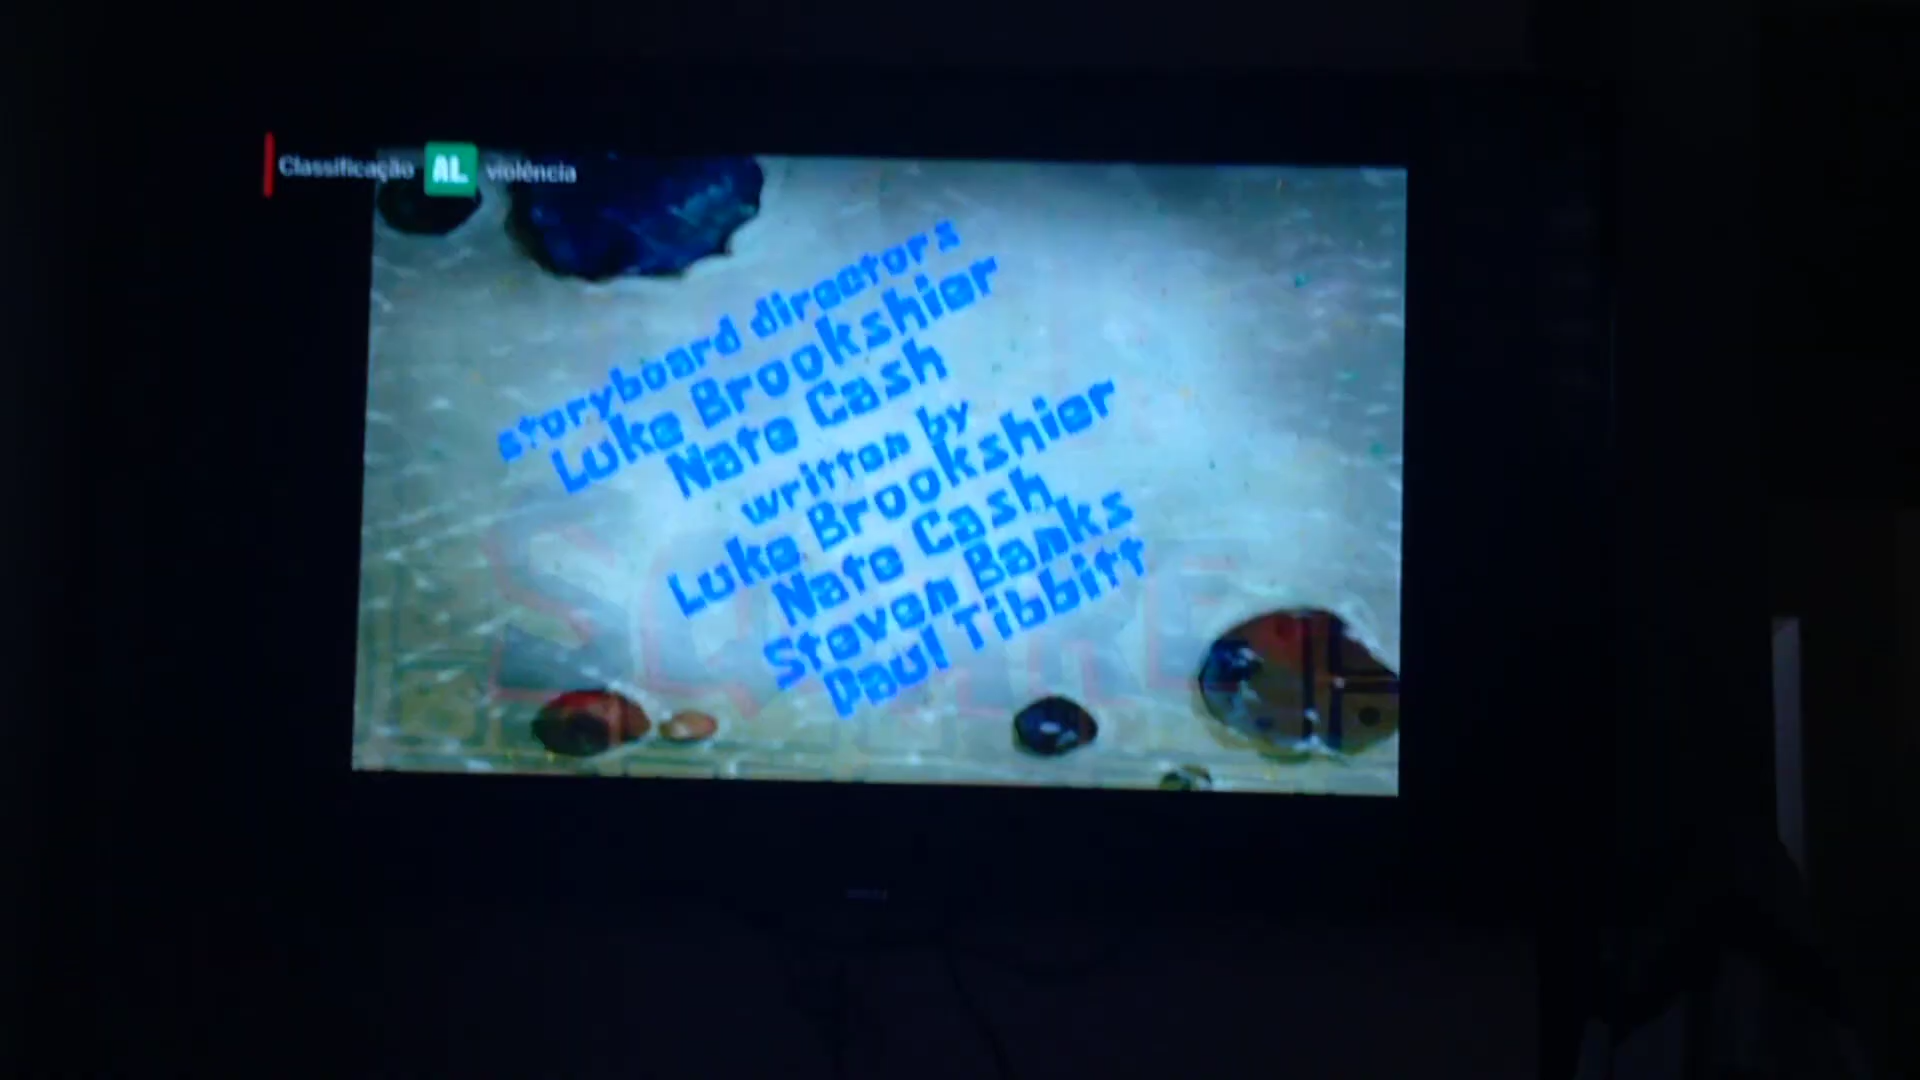 Classificação AL violência
storyboard directors
Luke Brookshier
Nate Cash
written by
Luke Brookshier
Nate Cash
Steven Banks
Paul Tibbitt